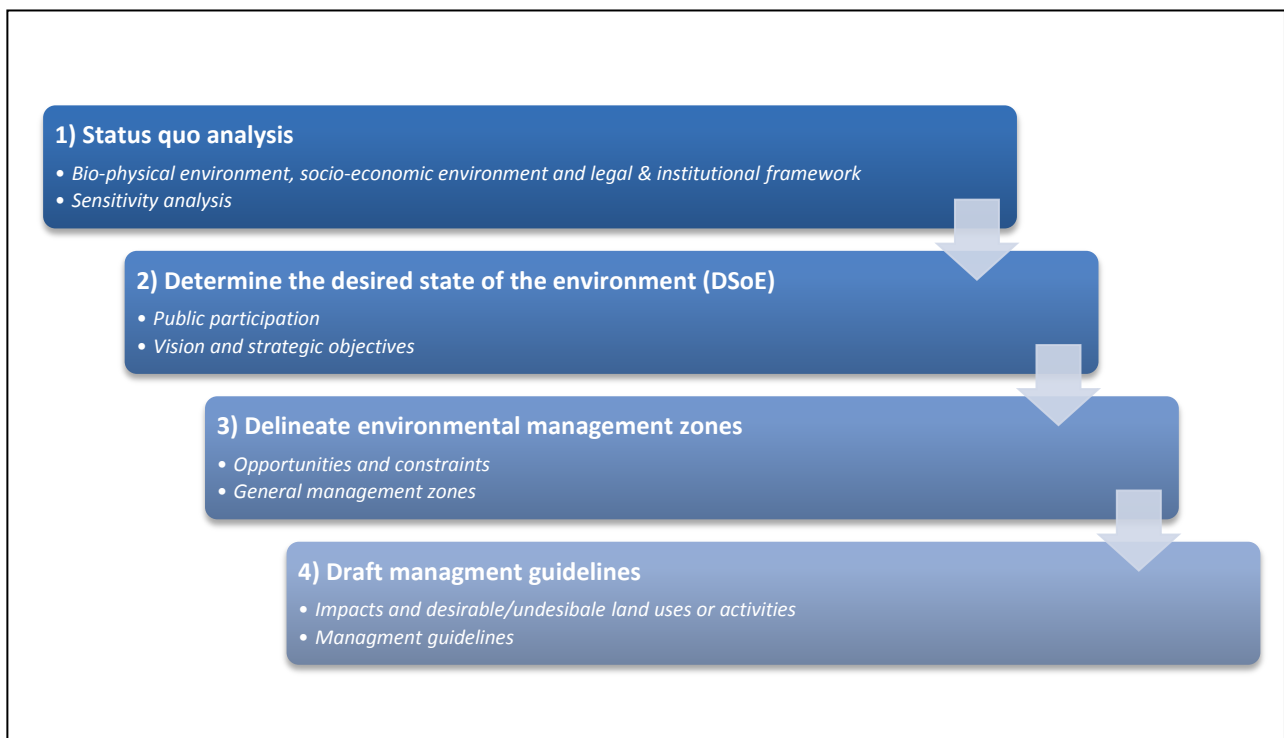 1) Status quo analysis
• Bio-physical environment, socio-economic environment and legal & institutional framework
• Sensitivity analysis
2) Determine the desired state of the environment (DSoE)
• Public participation
• Vision and strategic objectives
3) Delineate environmental management zones
• Opportunities and constraints
• General management zones
4) Draft managment guidelines
• Impacts and desirable/undesibale land uses or activities
• Managment guidelines